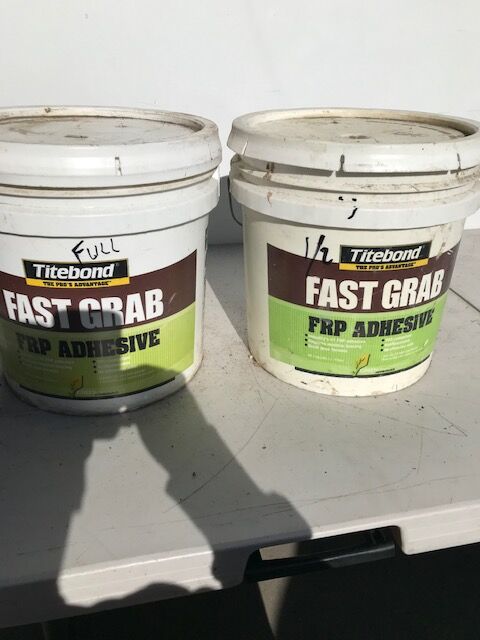 FULL
Titebond
THE PRO'S ADVANTAGE
FAST GRAB
FRP ADHESIVE
1/2
Titebond
THE PRO'S ADVANTAGE
FAST GRAB
FRP ADHESIVE